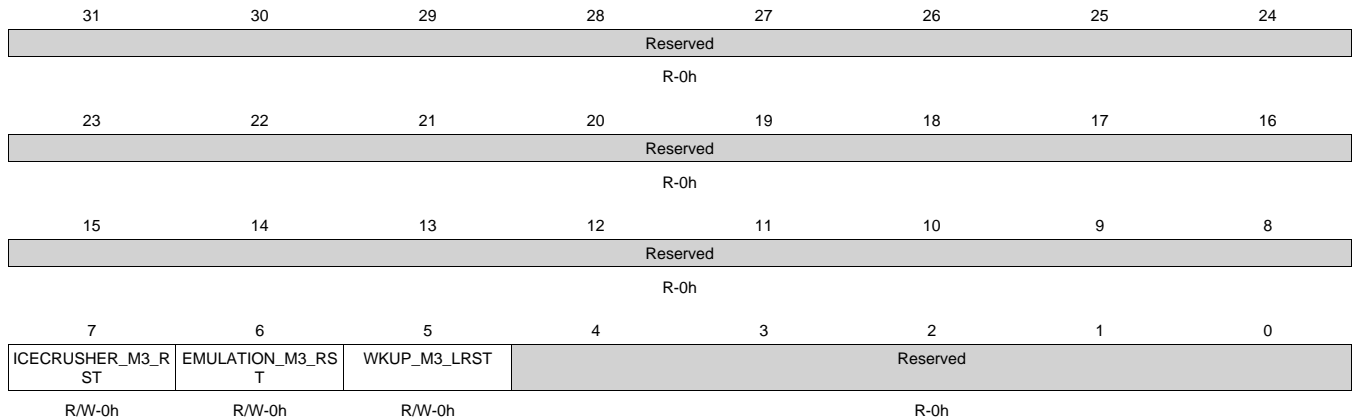 31 30 29 28 27 26 25 24
Reserved
R-0h
23 22 21 20 19 18 17 16
Reserved
R-0h
15 14 13 12 11 10 9 8
Reserved
R-0h
7 6 5 4 3 2 1 0
ICECRUSHER_M3_R EMULATION_M3_RS WKUP_M3_LRST Reserved
ST T
R/W-0h R/W-0h R/W-0h R-0h